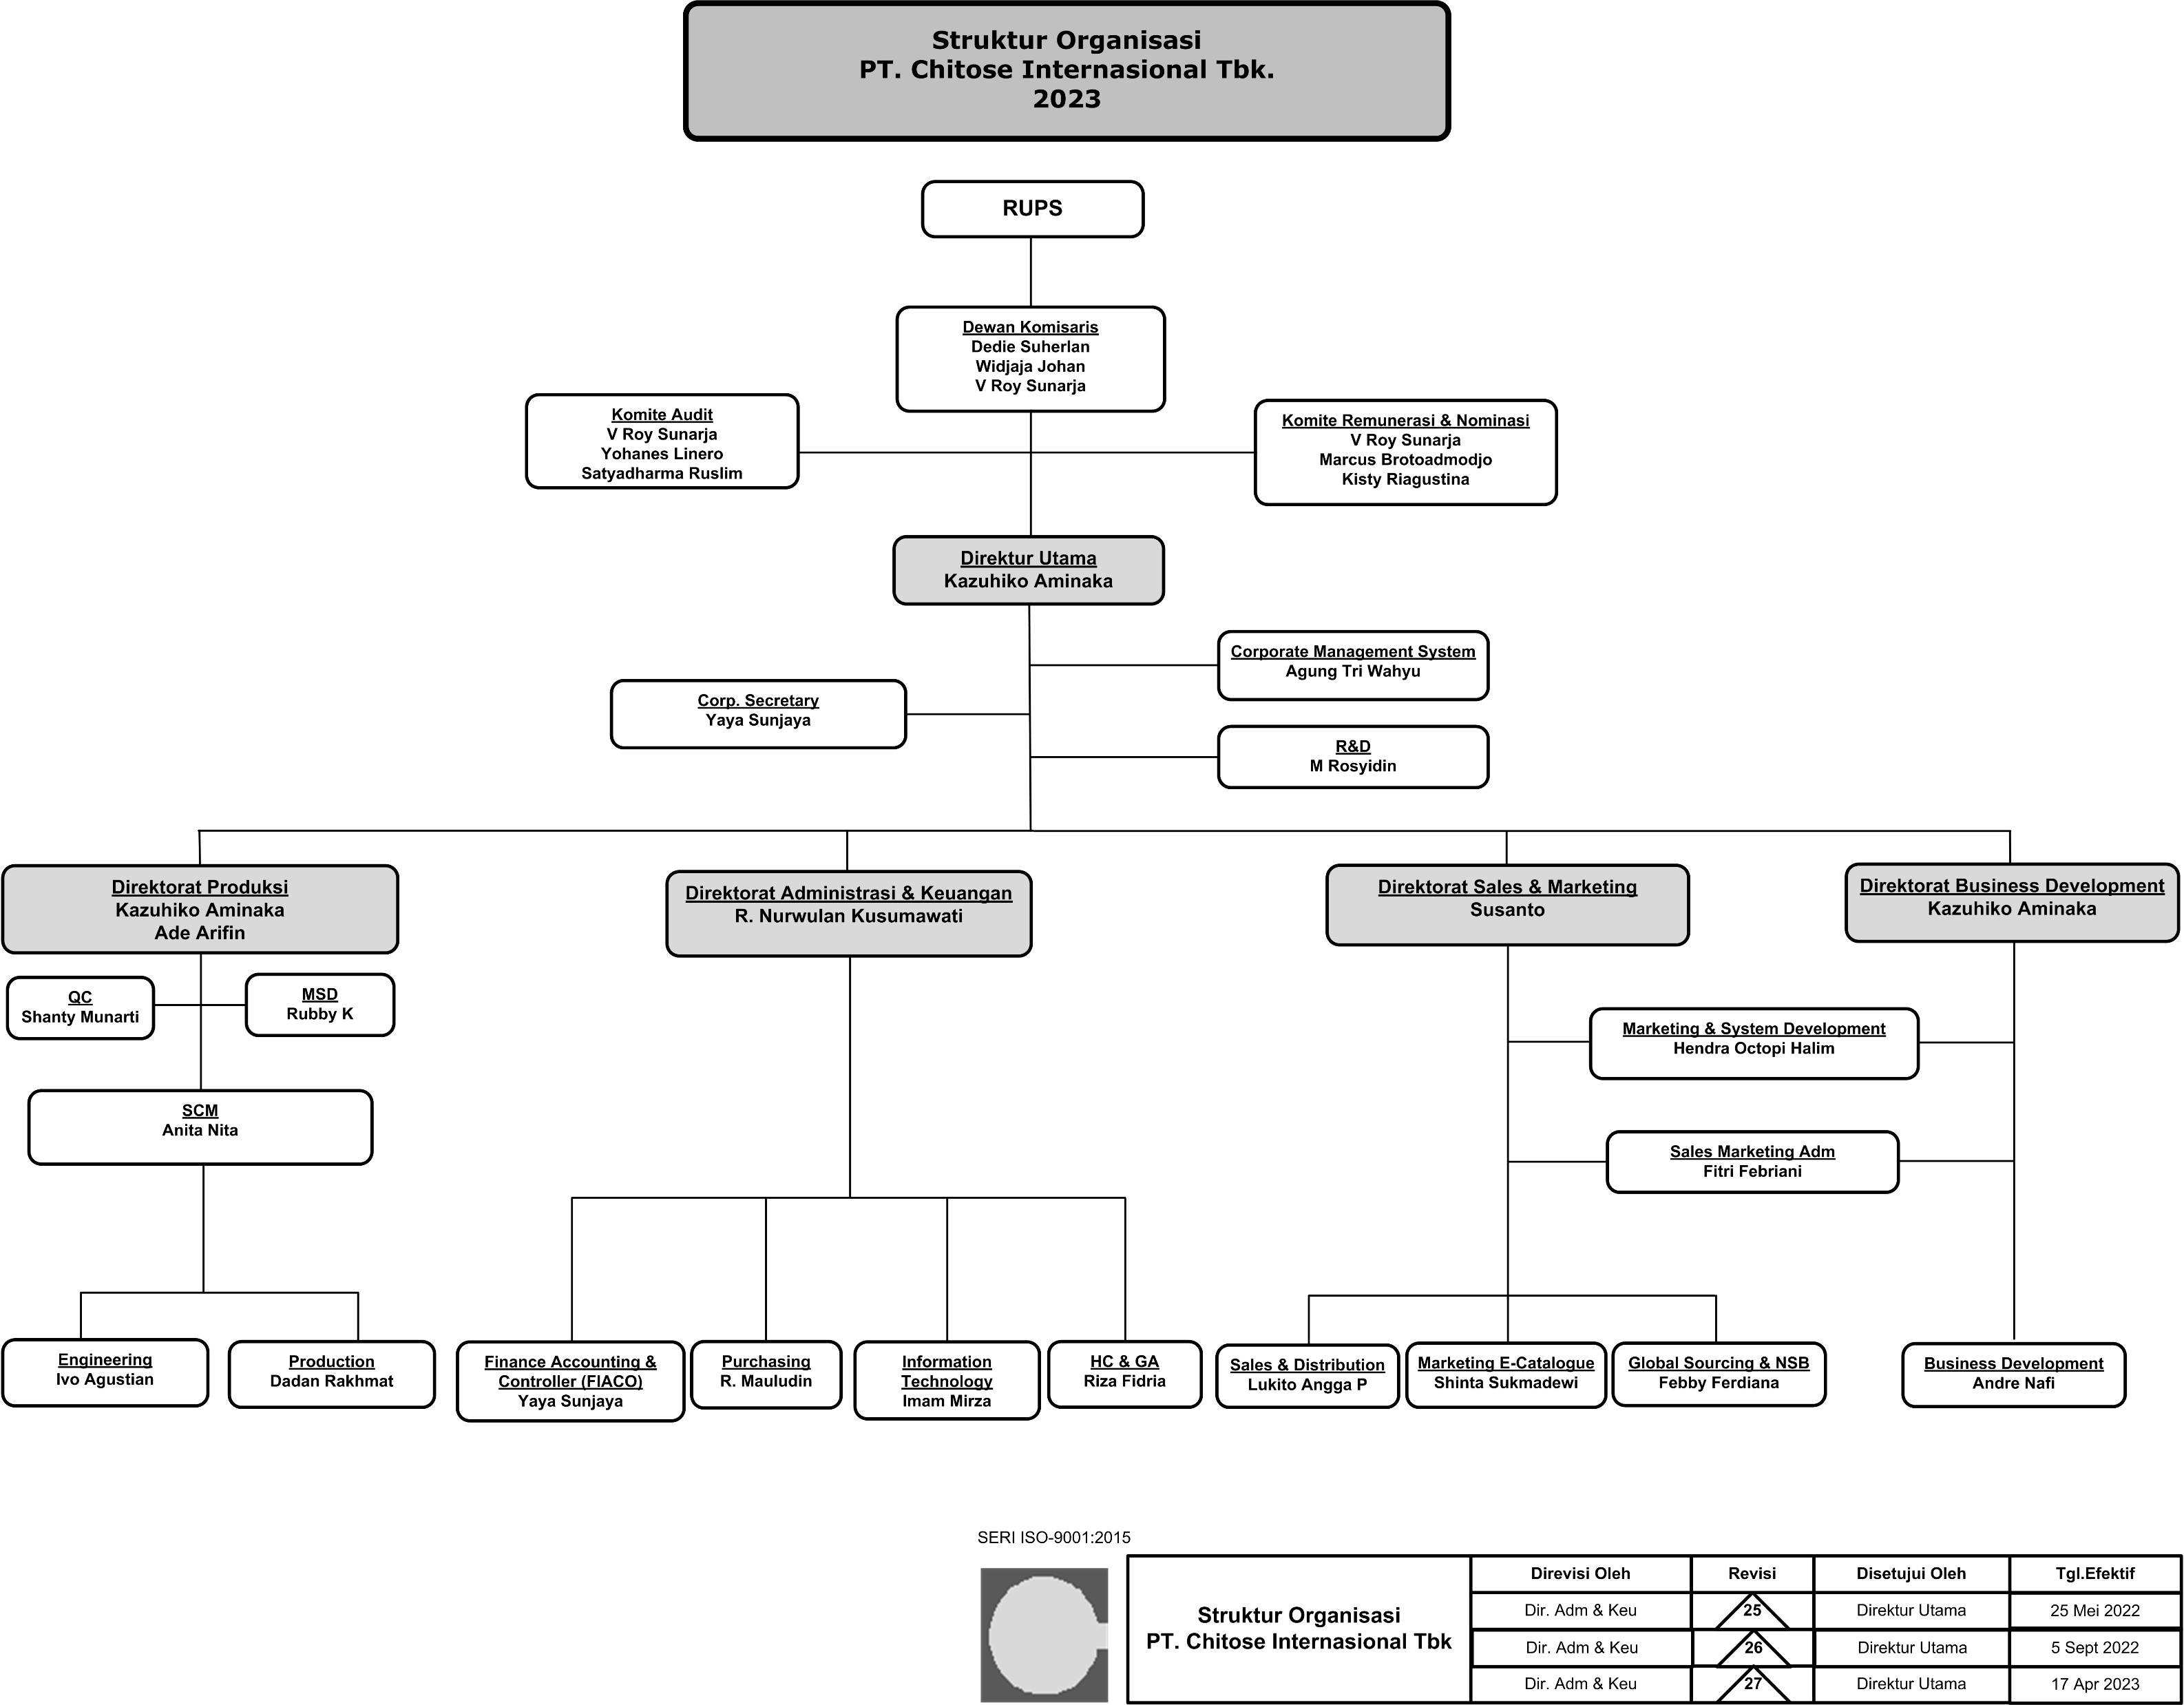 Struktur Organisasi
PT. Chitose Internasional Tbk.
2023
RUPS
Dewan Komisaris
Dedie Suherlan
Widjaja Johan
V Roy Sunarja
Komite Audit
V Roy Sunarja
Yohanes Linero
Satyadharma Ruslim
Komite Remunerasi & Nominasi
V Roy Sunarja
Marcus Brotoadmodjo
Kisty Riagustina
Direktur Utama
Kazuhiko Aminaka
Corporate Management System
Agung Tri Wahyu
Corp. Secretary
Yaya Sunjaya
R&D
M Rosyidin
Direktorat Produksi
Kazuhiko Aminaka
Ade Arifin
Direktorat Administrasi & Keuangan
R. Nurwulan Kusumawati
Direktorat Sales & Marketing
Susanto
Direktorat Business Development
Kazuhiko Aminaka
QC
Shanty Munarti
MSD
Rubby K
Marketing & System Development
Hendra Octopi Halim
SCM
Anita Nita
Sales Marketing Adm
Fitri Febriani
Engineering
Ivo Agustian
Production
Dadan Rakhmat
Finance Accounting &
Controller (FIACO)
Yaya Sunjaya
Purchasing
R. Mauludin
Information
Technology
Imam Mirza
HC & GA
Riza Fidria
Sales & Distribution
Lukito Angga P
Marketing E-Catalogue
Shinta Sukmadewi
Global Sourcing & NSB
Febby Ferdiana
Business Development
Andre Nafi
SERI ISO-9001:2015
Struktur Organisasi
PT. Chitose Internasional Tbk
Direvisi Oleh Revisi Disetujui Oleh Tgl.Efektif
Dir. Adm & Keu 25 Direktur Utama 25 Mei 2022
Dir. Adm & Keu 26 Direktur Utama 5 Sept 2022
Dir. Adm & Keu 27 Direktur Utama 17 Apr 2023